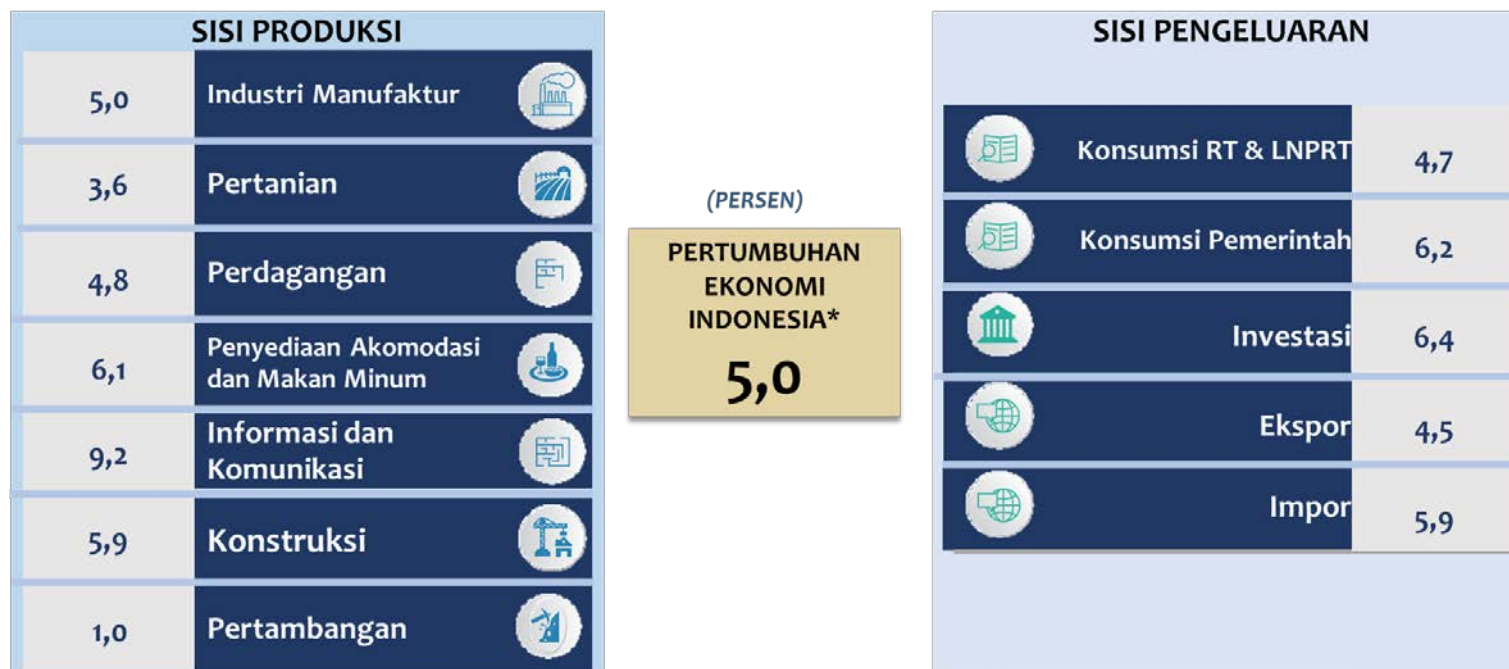 SISI PRODUKSI
5,0
Industri Manufaktur
3,6
Pertanian
4,8
Perdagangan
6,1
Penyediaan Akomodasi
dan Makan Minum
9,2
Informasi dan
Komunikasi
5,9
Konstruksi
1,0
Pertambangan
(PERSEN)
PERTUMBUHAN
EKONOMI
INDONESIA*
5,0
SISI PENGELUARAN
Konsumsi RT & LNPRT
4,7
Konsumsi Pemerintah
6,2
Investasi
6,4
Ekspor
4,5
Impor
5,9